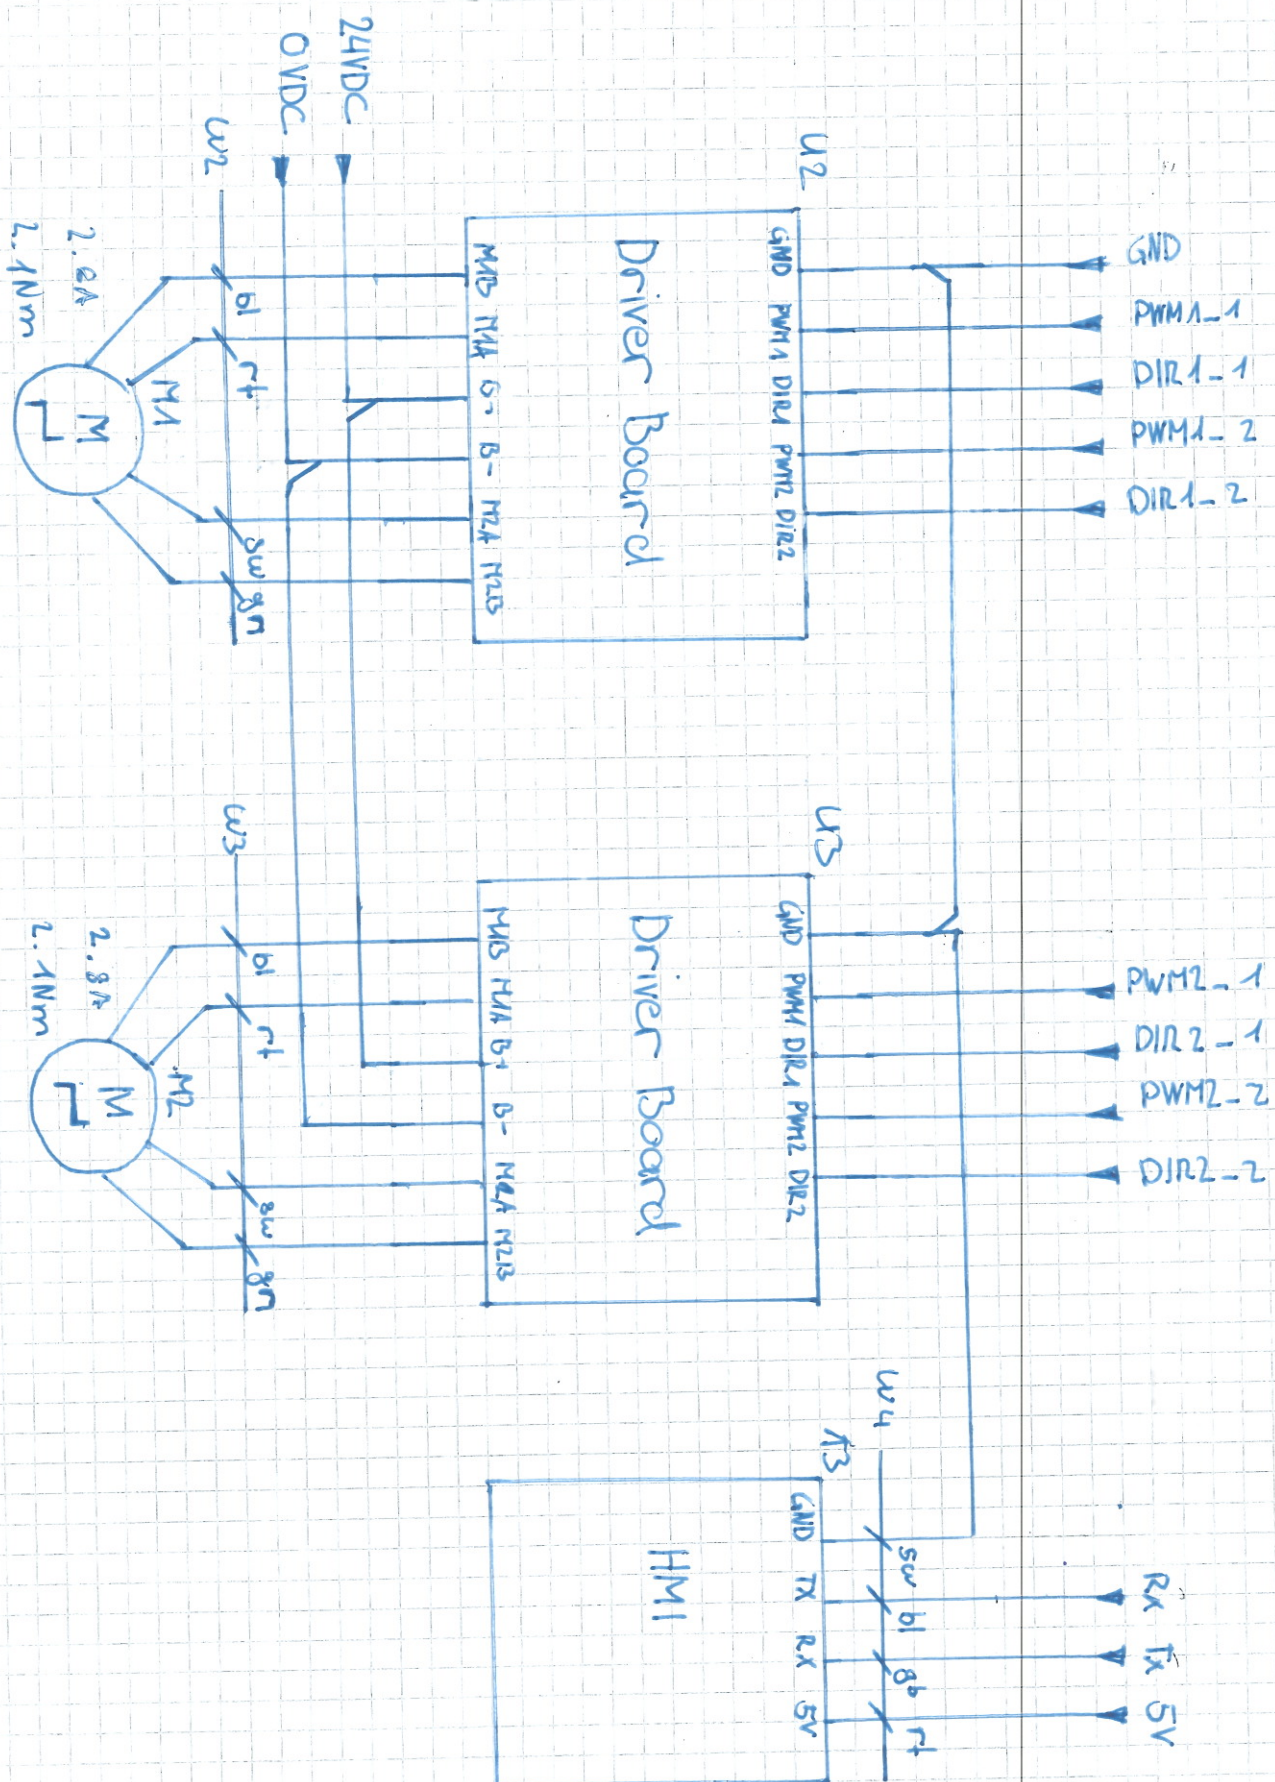 GND
PWM1_1
DIR1_1
PWM1_2
DIR1_2
U2
GND PWM1 DIR1 PWM2 DIR2
Driver Board
M1B M1A B- M2A M2B
24VDC
0VDC
W2
bl
rt
sw
gn
M1
M
2.1Nm
PWM2_1
DIR2_1
PWM2_2
DIR2_2
U3
GND PWM1 DIR1 PWM2 DIR2
Driver Board
M1B M1A B+ B- M2A M2B
W3
bl
rt
sw
gn
M2
M
2.8A
2.1Nm
Rx
Tx
5V
W4
sw
bl
gb
rt
A3
GND TX RX 5V
HMI